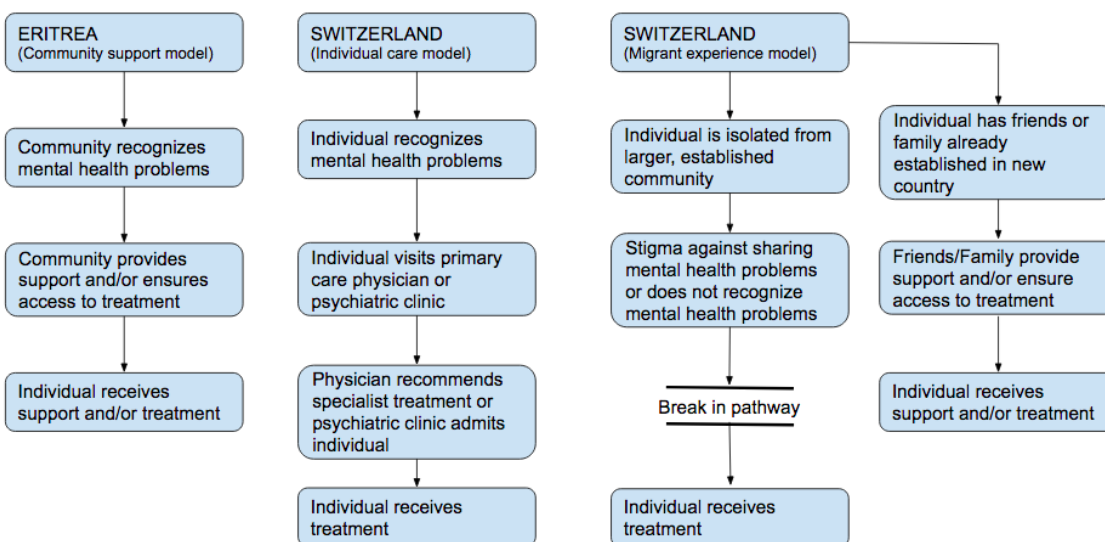 ERITREA
(Community support model)
Community recognizes
mental health problems
Community provides
support and/or ensures
access to treatment
Individual receives
support and/or treatment
SWITZERLAND
(Individual care model)
Individual recognizes
mental health problems
Individual visits primary
care physician or
psychiatric clinic
Physician recommends
specialist treatment or
psychiatric clinic admits
individual
Individual receives
treatment
SWITZERLAND
(Migrant experience model)
Individual is isolated from
larger, established
community
Stigma against sharing
mental health problems
or does not recognize
mental health problems
Break in pathway
Individual receives
treatment
Individual has friends or
family already
established in new
country
Friends/Family provide
support and/or ensure
access to treatment
Individual receives
support and/or treatment